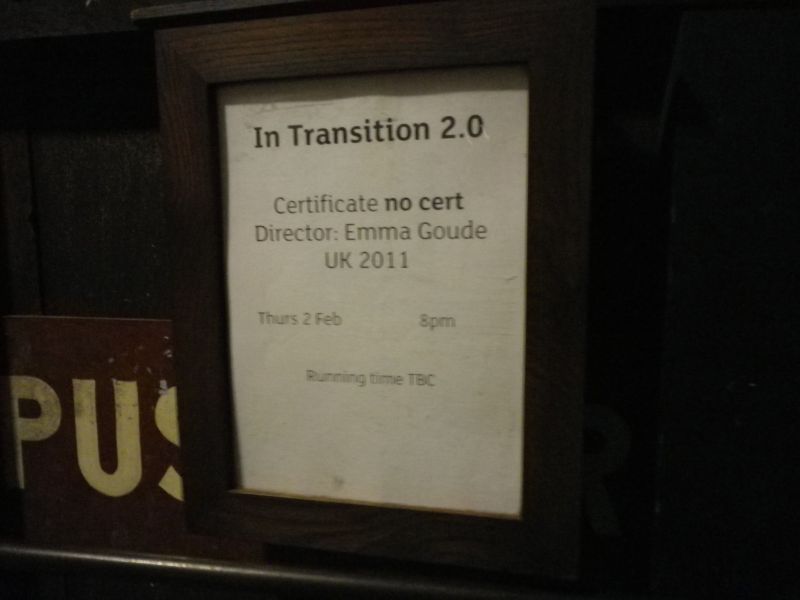 In Transition 2.0
Certificate no cert
Director: Emma Goude
UK 2011
Thurs 2 Feb 8pm
Running time TBC
PUS
R